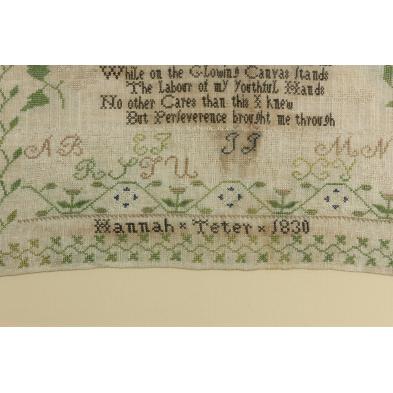 While on the Glowing Canvas stands
The Labour of my Youthful Hands
No other Cares than this I knew
But Perseverence brought me through
A B E F I J M N
R S T U X Y
Hannah × Teter × 1830